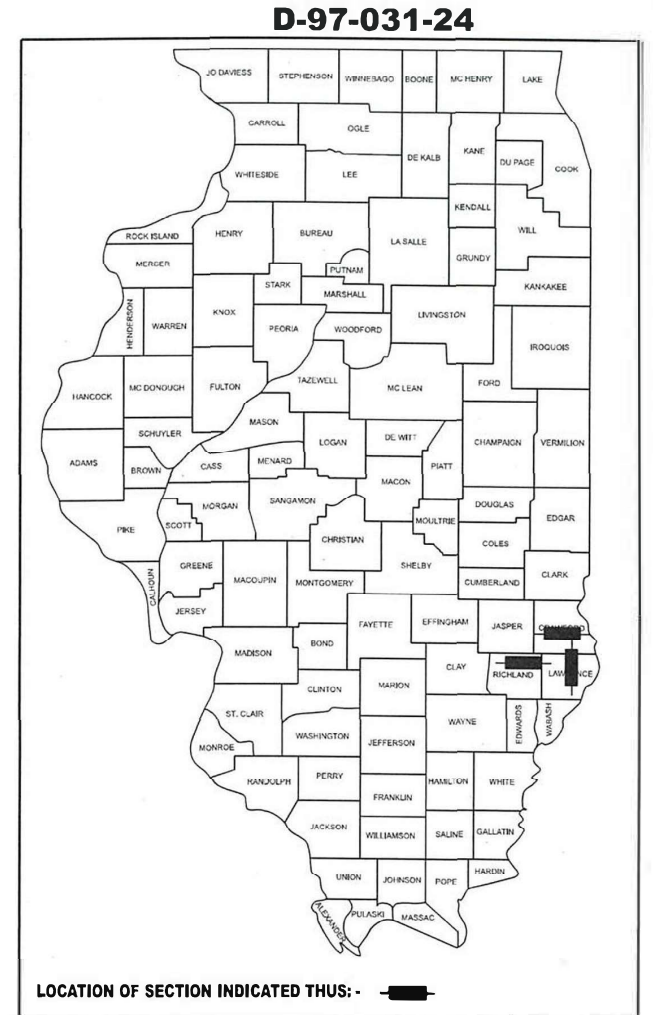 D-97-031-24
JO DAVIESS
STEPHENSON
WINNEBAGO
BOONE
MC HENRY
LAKE
CARROLL
OGLE
DE KALB
KANE
DU PAGE
COOK
WHITESIDE
LEE
KENDALL
WILL
ROCK ISLAND
HENRY
BUREAU
LA SALLE
GRUNDY
MERCER
PUTNAM
STARK
MARSHALL
KANKAKEE
HENDERSON
WARREN
KNOX
PEORIA
WOODFORD
LIVINGSTON
IROQUOIS
HANCOCK
MC DONOUGH
FULTON
TAZEWELL
MC LEAN
FORD
MASON
SCHUYLER
LOGAN
DE WITT
CHAMPAIGN
VERMILION
ADAMS
BROWN
CASS
MENARD
PIATT
MACON
PIKE
SCOTT
MORGAN
SANGAMON
MOULTRIE
DOUGLAS
EDGAR
CHRISTIAN
COLES
CALHOUN
GREENE
MACOUPIN
MONTGOMERY
SHELBY
CUMBERLAND
CLARK
JERSEY
FAYETTE
EFFINGHAM
JASPER
MADISON
BOND
CLAY
RICHLAND
CLINTON
MARION
ST. CLAIR
WASHINGTON
WAYNE
EDWARDS
WABASH
MONROE
JEFFERSON
RANDOLPH
PERRY
HAMILTON
WHITE
FRANKLIN
JACKSON
WILLIAMSON
SALINE
GALLATIN
UNION
JOHNSON
POPE
HARDIN
ALEXANDER
PULASKI
MASSAC
LOCATION OF SECTION INDICATED THUS: -